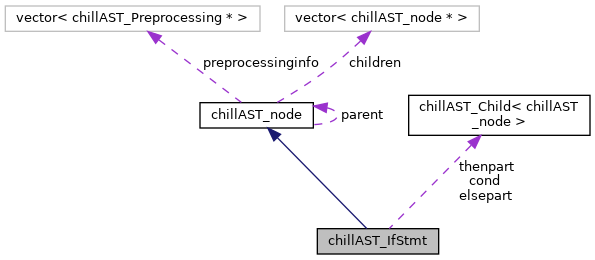 vector< chillAST_Preprocessing * >
vector< chillAST_node * >
preprocessinginfo
children
chillAST_node
parent
chillAST_Child< chillAST
_node >
thenpart
cond
elsepart
chillAST_IfStmt